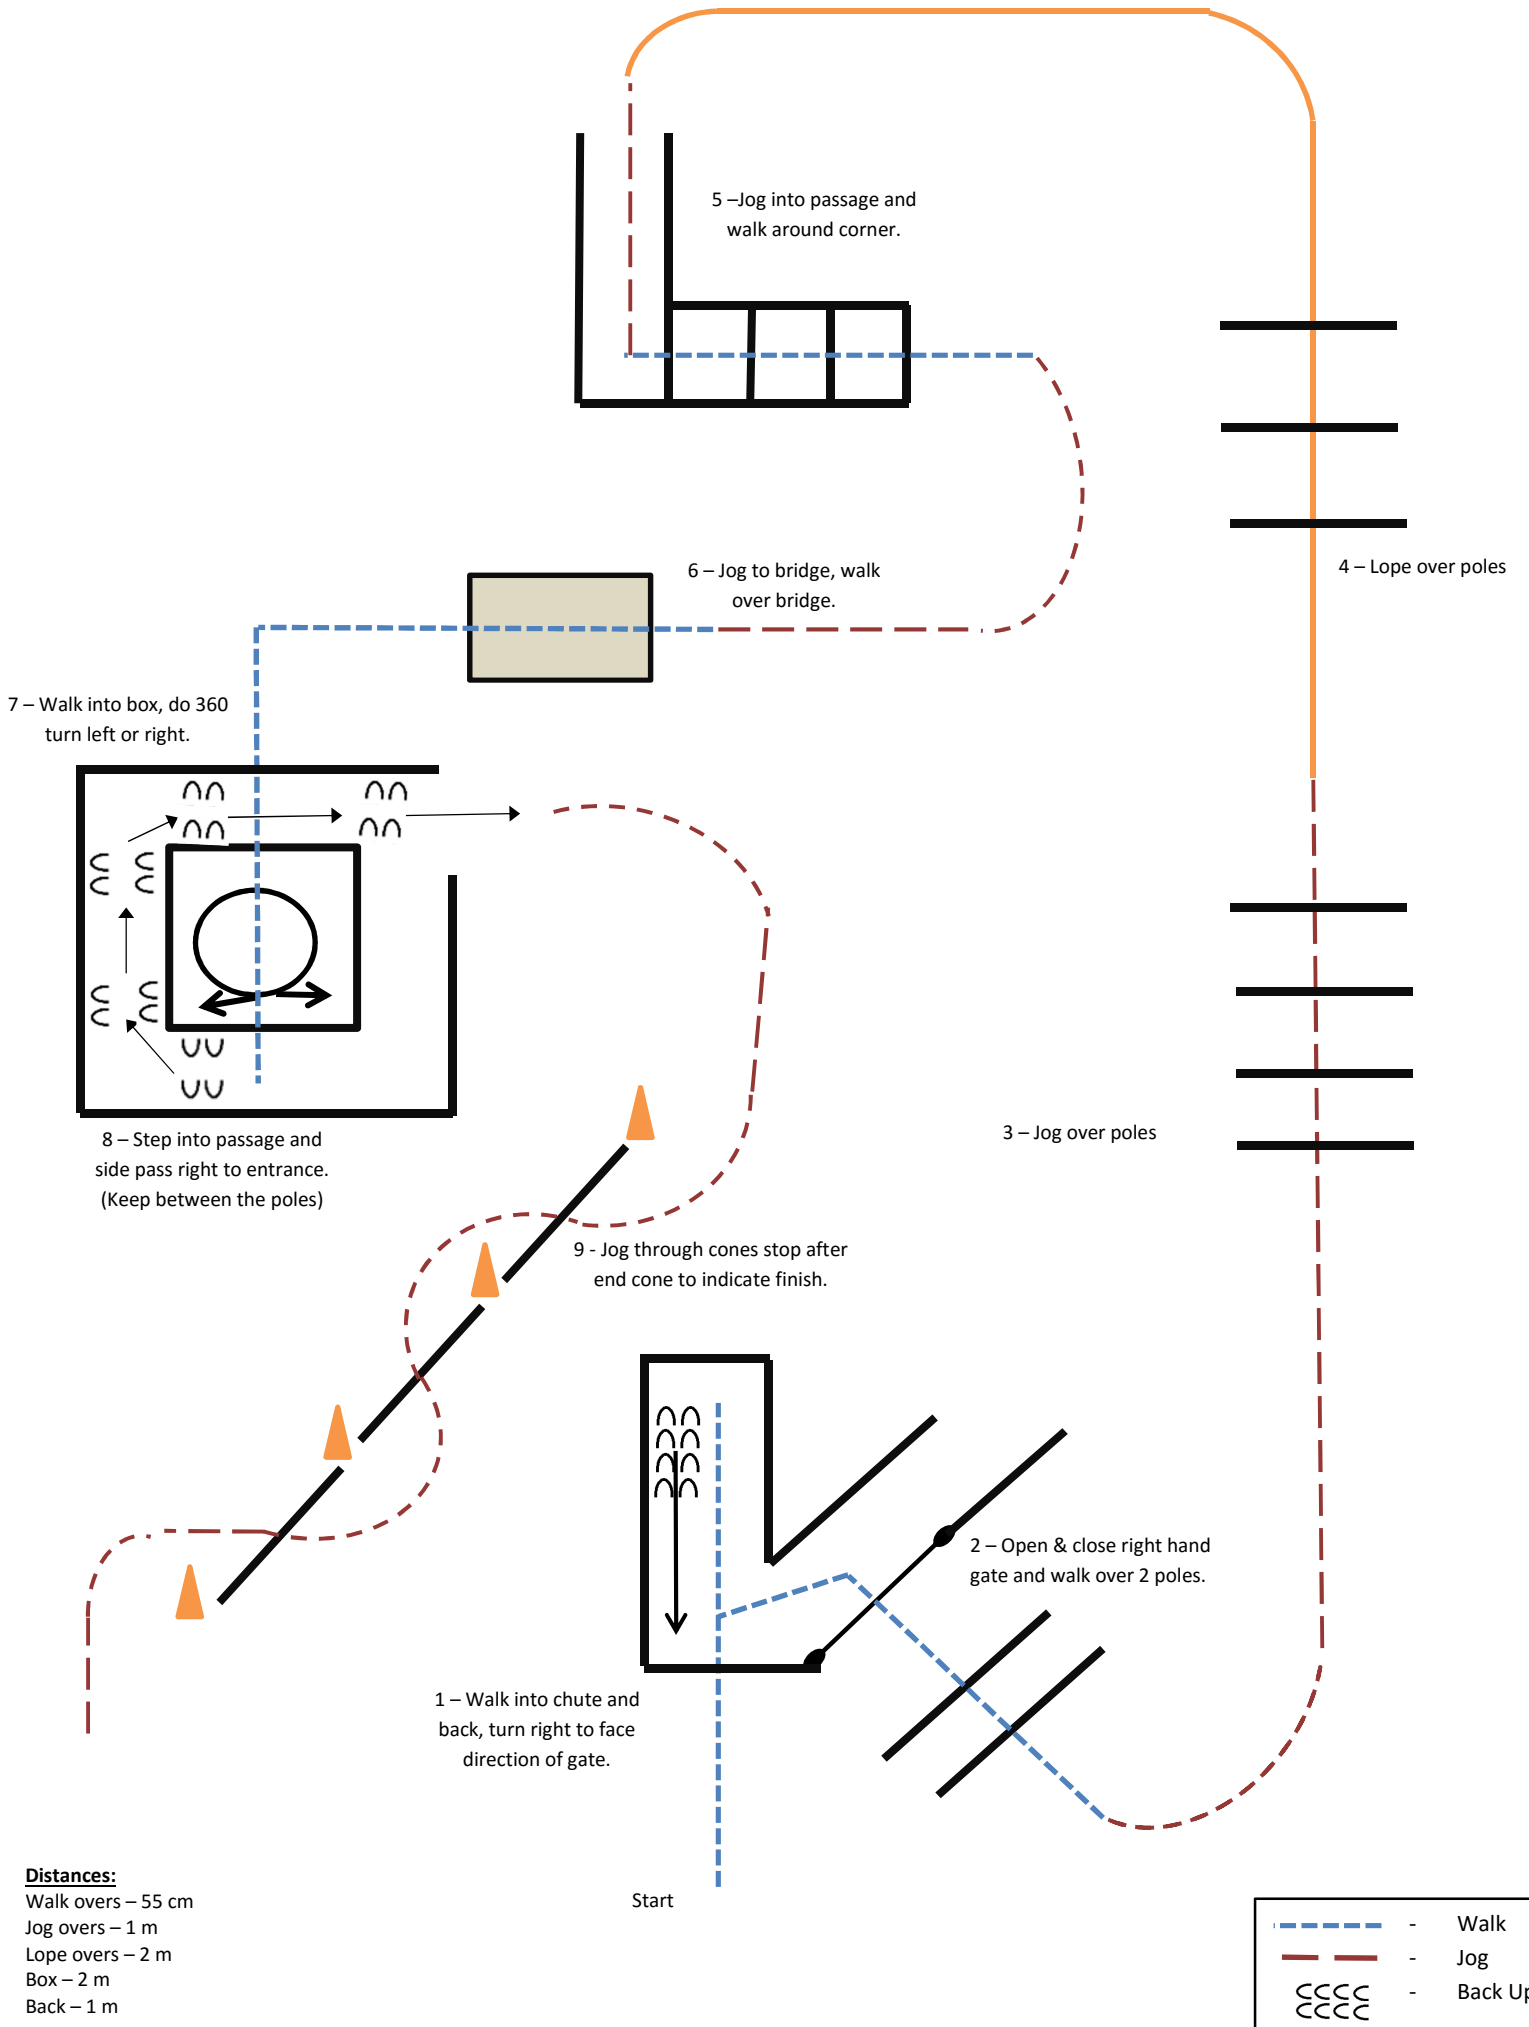 5 –Jog into passage and
walk around corner.
4 – Lope over poles
6 – Jog to bridge, walk
over bridge.
7 – Walk into box, do 360
turn left or right.
3 – Jog over poles
8 – Step into passage and
side pass right to entrance.
(Keep between the poles)
9 - Jog through cones stop after
end cone to indicate finish.
2 – Open & close right hand
gate and walk over 2 poles.
1 – Walk into chute and
back, turn right to face
direction of gate.
Start
Distances:
Walk overs – 55 cm
Jog overs – 1 m
Lope overs – 2 m
Box – 2 m
Back – 1 m
- Walk
- Jog
- Back Up